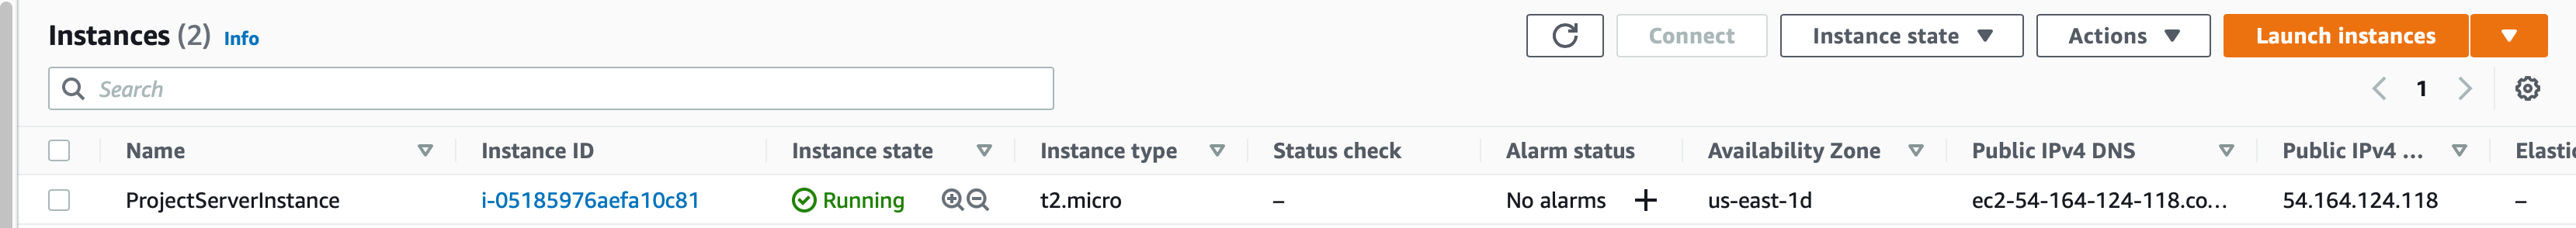 Instances (2) Info Connect Instance state Actions Launch instances
Search 1
Name Instance ID Instance state Instance type Status check Alarm status Availability Zone Public IPv4 DNS Public IPv4 ... Elastic
ProjectServerInstance i-05185976aefa10c81 Running t2.micro – No alarms + us-east-1d ec2-54-164-124-118.co... 54.164.124.118 –